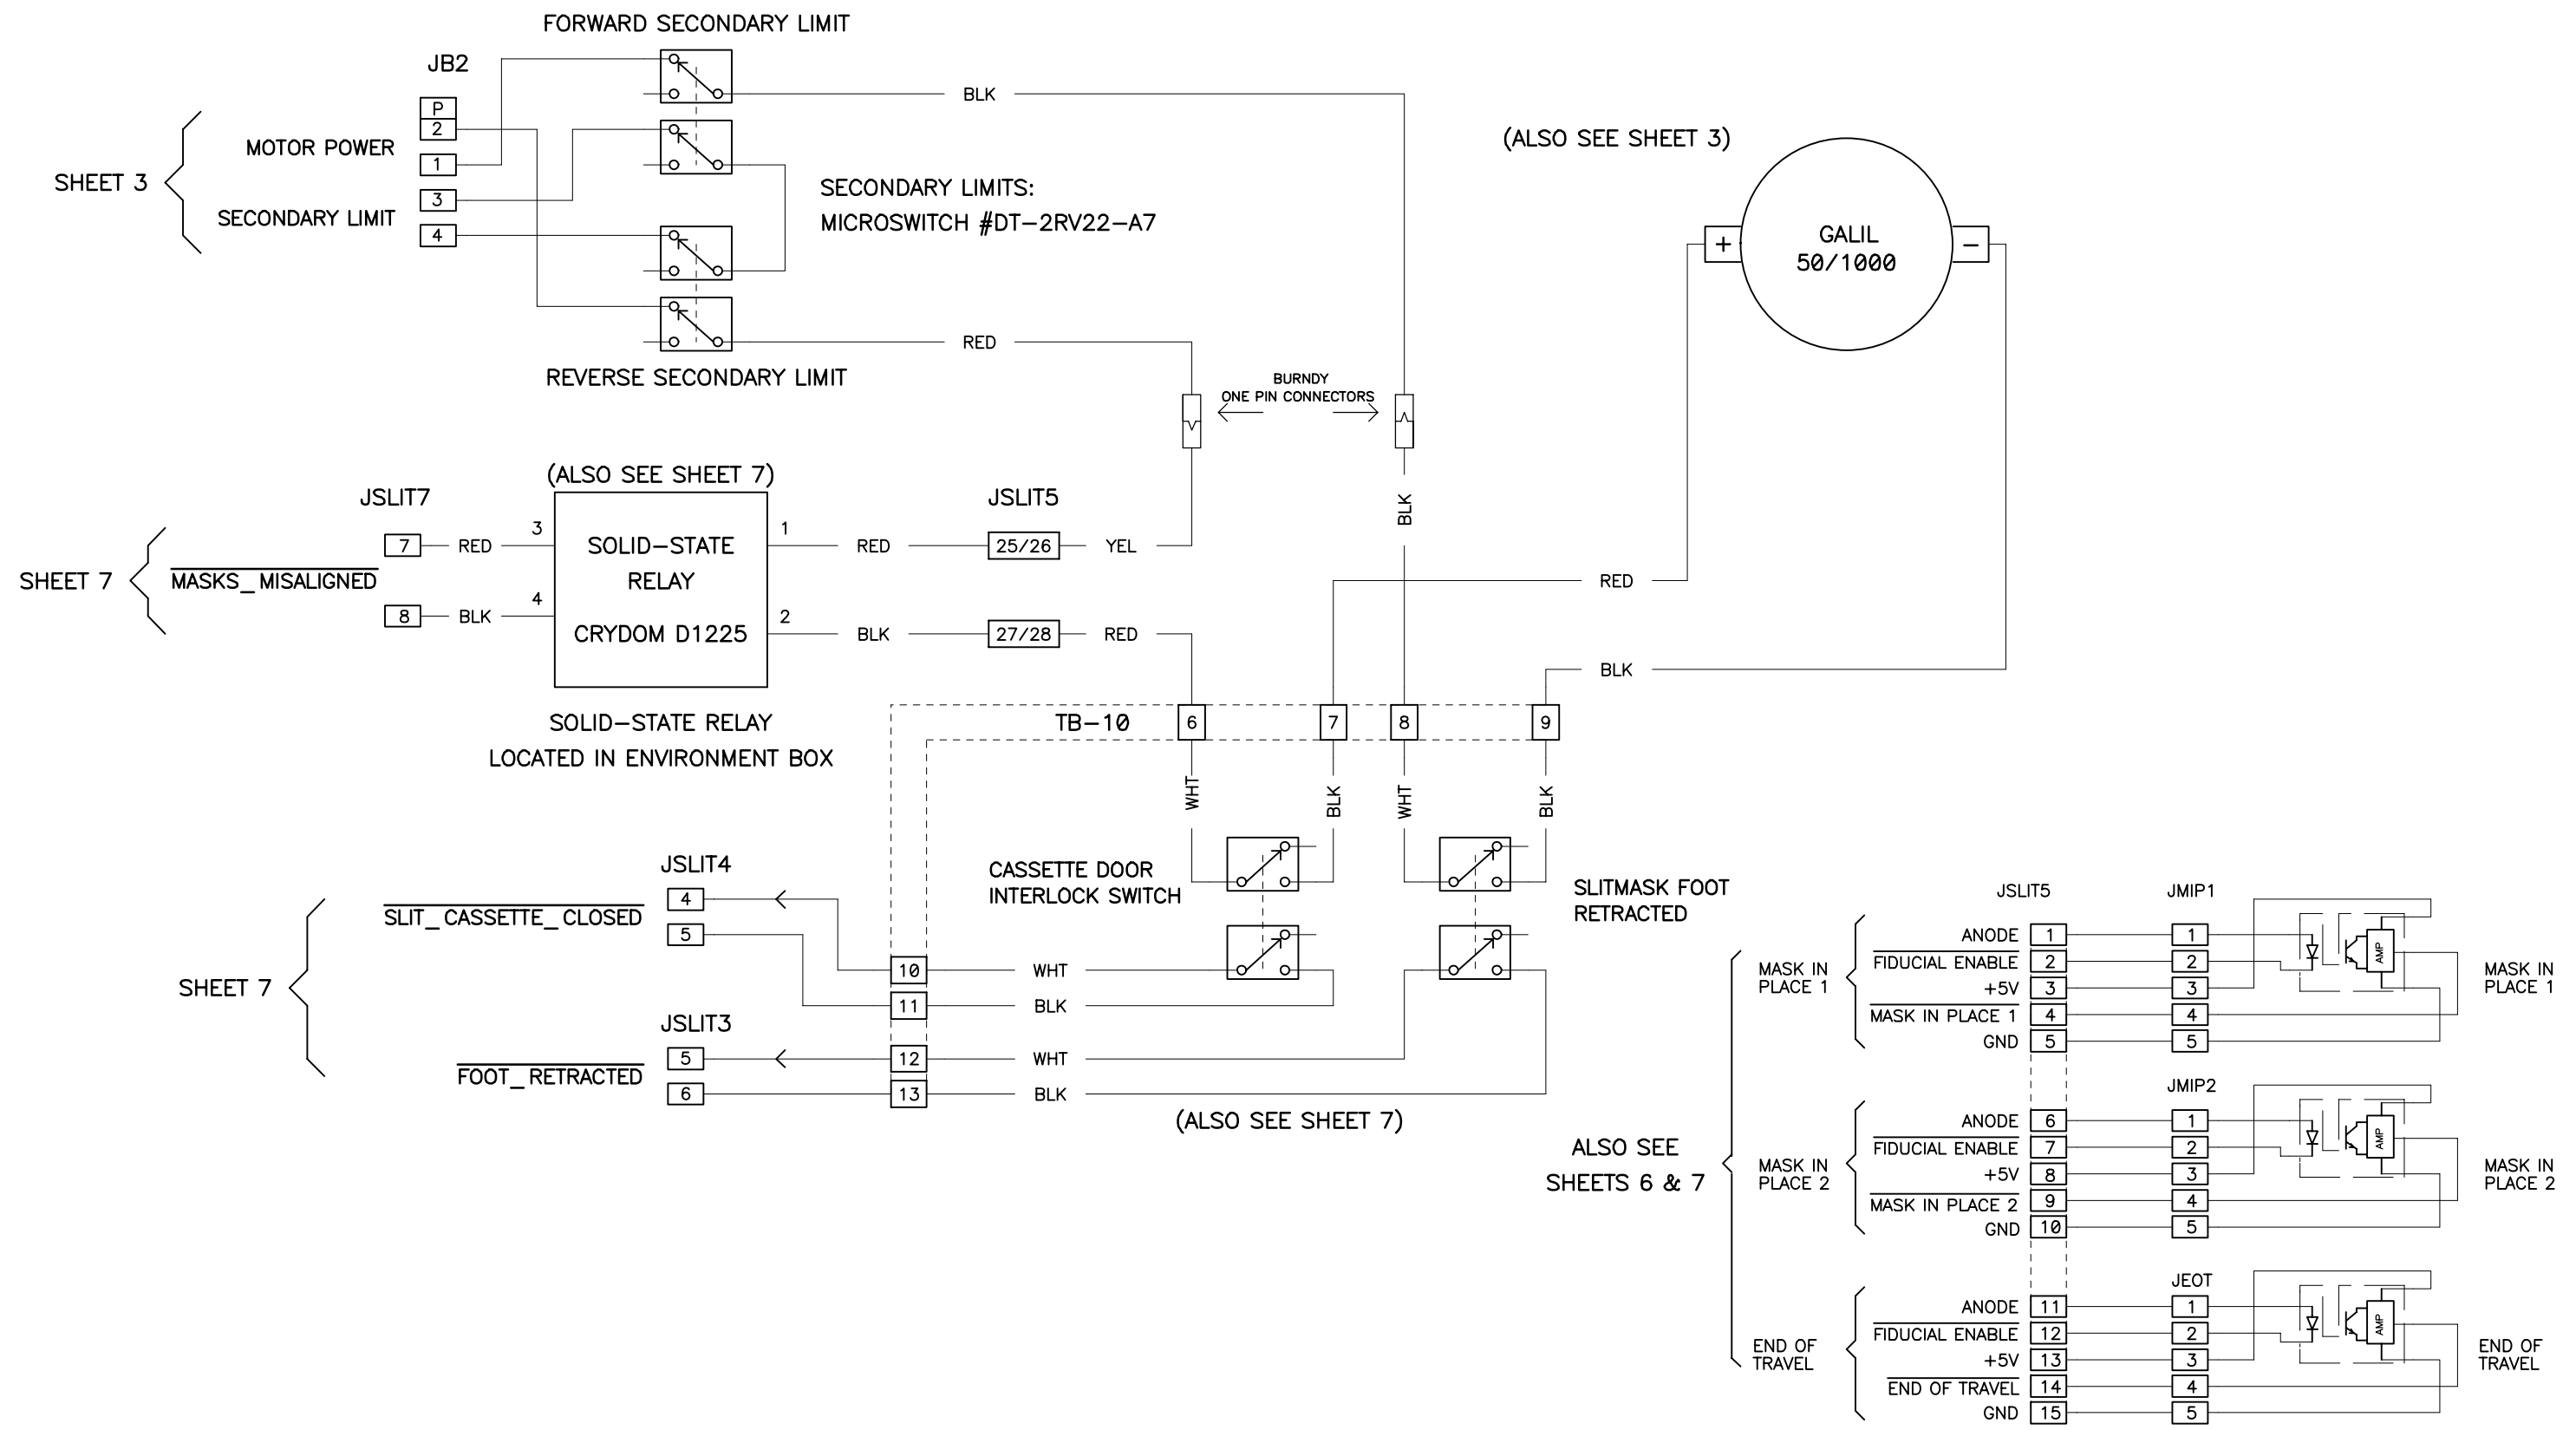 FORWARD SECONDARY LIMIT
JB2
P
2
1
3
4
MOTOR POWER
SECONDARY LIMIT
SHEET 3
SECONDARY LIMITS:
MICROSWITCH #DT-2RV22-A7
BLK
RED
REVERSE SECONDARY LIMIT
(ALSO SEE SHEET 3)
+
GALIL
50/1000
-
BURNDY
ONE PIN CONNECTORS
BLK
RED
BLK
(ALSO SEE SHEET 7)
JSLIT7
JSLIT5
SHEET 7
MASKS_MISALIGNED
7
RED
3
8
BLK
4
SOLID-STATE
RELAY
CRYDOM D1225
1
RED
25/26
YEL
2
BLK
27/28
RED
SOLID-STATE RELAY
LOCATED IN ENVIRONMENT BOX
TB-10
6
7
8
9
WHT
BLK
WHT
BLK
CASSETTE DOOR
INTERLOCK SWITCH
SLITMASK FOOT
RETRACTED
SHEET 7
JSLIT4
SLIT_CASSETTE_CLOSED
4
5
JSLIT3
FOOT_RETRACTED
5
6
10
WHT
11
BLK
12
WHT
13
BLK
(ALSO SEE SHEET 7)
ALSO SEE
SHEETS 6 & 7
JSLIT5
JMIP1
MASK IN
PLACE 1
ANODE 1 1
FIDUCIAL ENABLE 2 2
+5V 3 3
MASK IN PLACE 1 4 4
GND 5 5
AMP
MASK IN
PLACE 1
JMIP2
MASK IN
PLACE 2
ANODE 6 1
FIDUCIAL ENABLE 7 2
+5V 8 3
MASK IN PLACE 2 9 4
GND 10 5
AMP
MASK IN
PLACE 2
JEOT
END OF
TRAVEL
ANODE 11 1
FIDUCIAL ENABLE 12 2
+5V 13 3
END OF TRAVEL 14 4
GND 15 5
AMP
END OF
TRAVEL